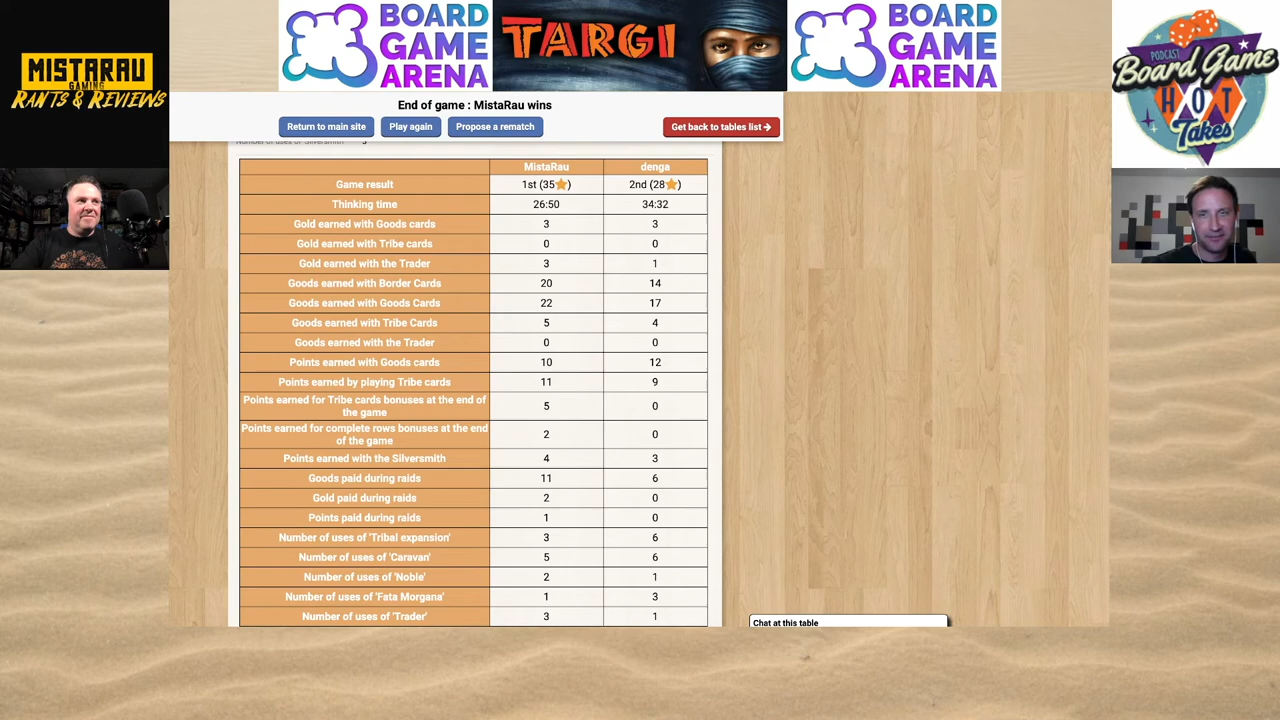 MISTARAU
GAMING
RANTS & REVIEWS
BOARD
GAME
ARENA
TARGI
BOARD
GAME
ARENA
PODCAST
Board Game
HOT
Takes
End of game : MistaRau wins
Return to main site
Play again
Propose a rematch
Get back to tables list
MistaRau denga
Game result 1st (35⭐) 2nd (28⭐)
Thinking time 26:50 34:32
Gold earned with Goods cards 3 3
Gold earned with Tribe cards 0 0
Gold earned with the Trader 3 1
Goods earned with Border Cards 20 14
Goods earned with Goods Cards 22 17
Goods earned with Tribe Cards 5 4
Goods earned with the Trader 0 0
Points earned with Goods cards 10 12
Points earned by playing Tribe cards 11 9
Points earned for Tribe cards bonuses at the end of
the game 5 0
Points earned for complete rows bonuses at the end
of the game 2 0
Points earned with the Silversmith 4 3
Goods paid during raids 11 6
Gold paid during raids 2 0
Points paid during raids 1 0
Number of uses of 'Tribal expansion' 3 6
Number of uses of 'Caravan' 5 6
Number of uses of 'Noble' 2 1
Number of uses of 'Fata Morgana' 1 3
Number of uses of 'Trader' 3 1
Chat at this table